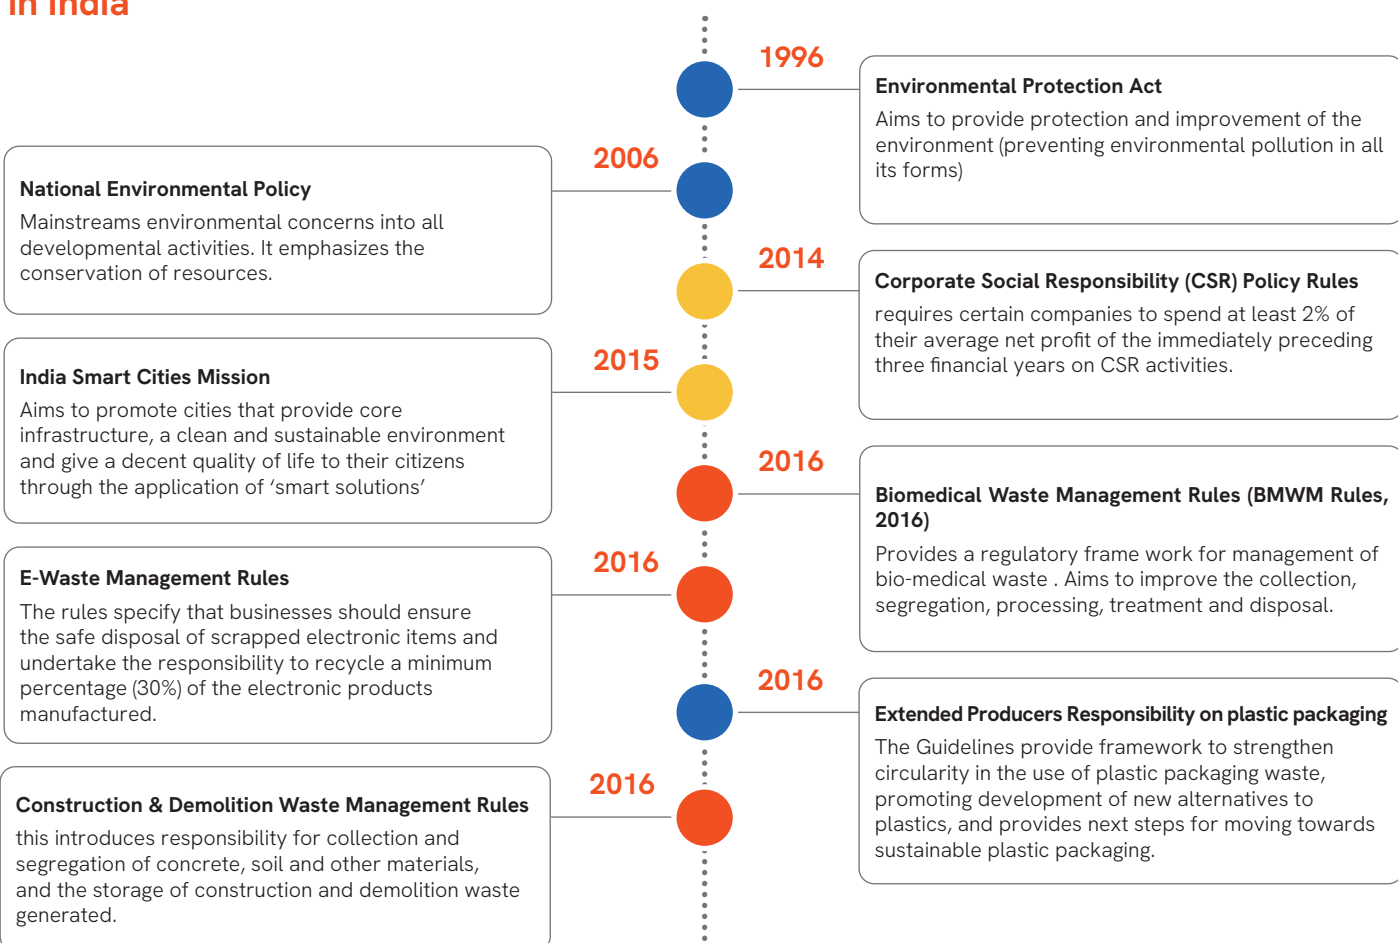 in India
1996
Environmental Protection Act
Aims to provide protection and improvement of the
environment (preventing environmental pollution in all
its forms)
2006
National Environmental Policy
Mainstreams environmental concerns into all
developmental activities. It emphasizes the
conservation of resources.
2014
Corporate Social Responsibility (CSR) Policy Rules
requires certain companies to spend at least 2% of
their average net profit of the immediately preceding
three financial years on CSR activities.
2015
India Smart Cities Mission
Aims to promote cities that provide core
infrastructure, a clean and sustainable environment
and give a decent quality of life to their citizens
through the application of ‘smart solutions’
2016
Biomedical Waste Management Rules (BMWM Rules,
2016)
Provides a regulatory frame work for management of
bio-medical waste . Aims to improve the collection,
segregation, processing, treatment and disposal.
2016
E-Waste Management Rules
The rules specify that businesses should ensure
the safe disposal of scrapped electronic items and
undertake the responsibility to recycle a minimum
percentage (30%) of the electronic products
manufactured.
2016
Extended Producers Responsibility on plastic packaging
The Guidelines provide framework to strengthen
circularity in the use of plastic packaging waste,
promoting development of new alternatives to
plastics, and provides next steps for moving towards
sustainable plastic packaging.
2016
Construction & Demolition Waste Management Rules
this introduces responsibility for collection and
segregation of concrete, soil and other materials,
and the storage of construction and demolition waste
generated.